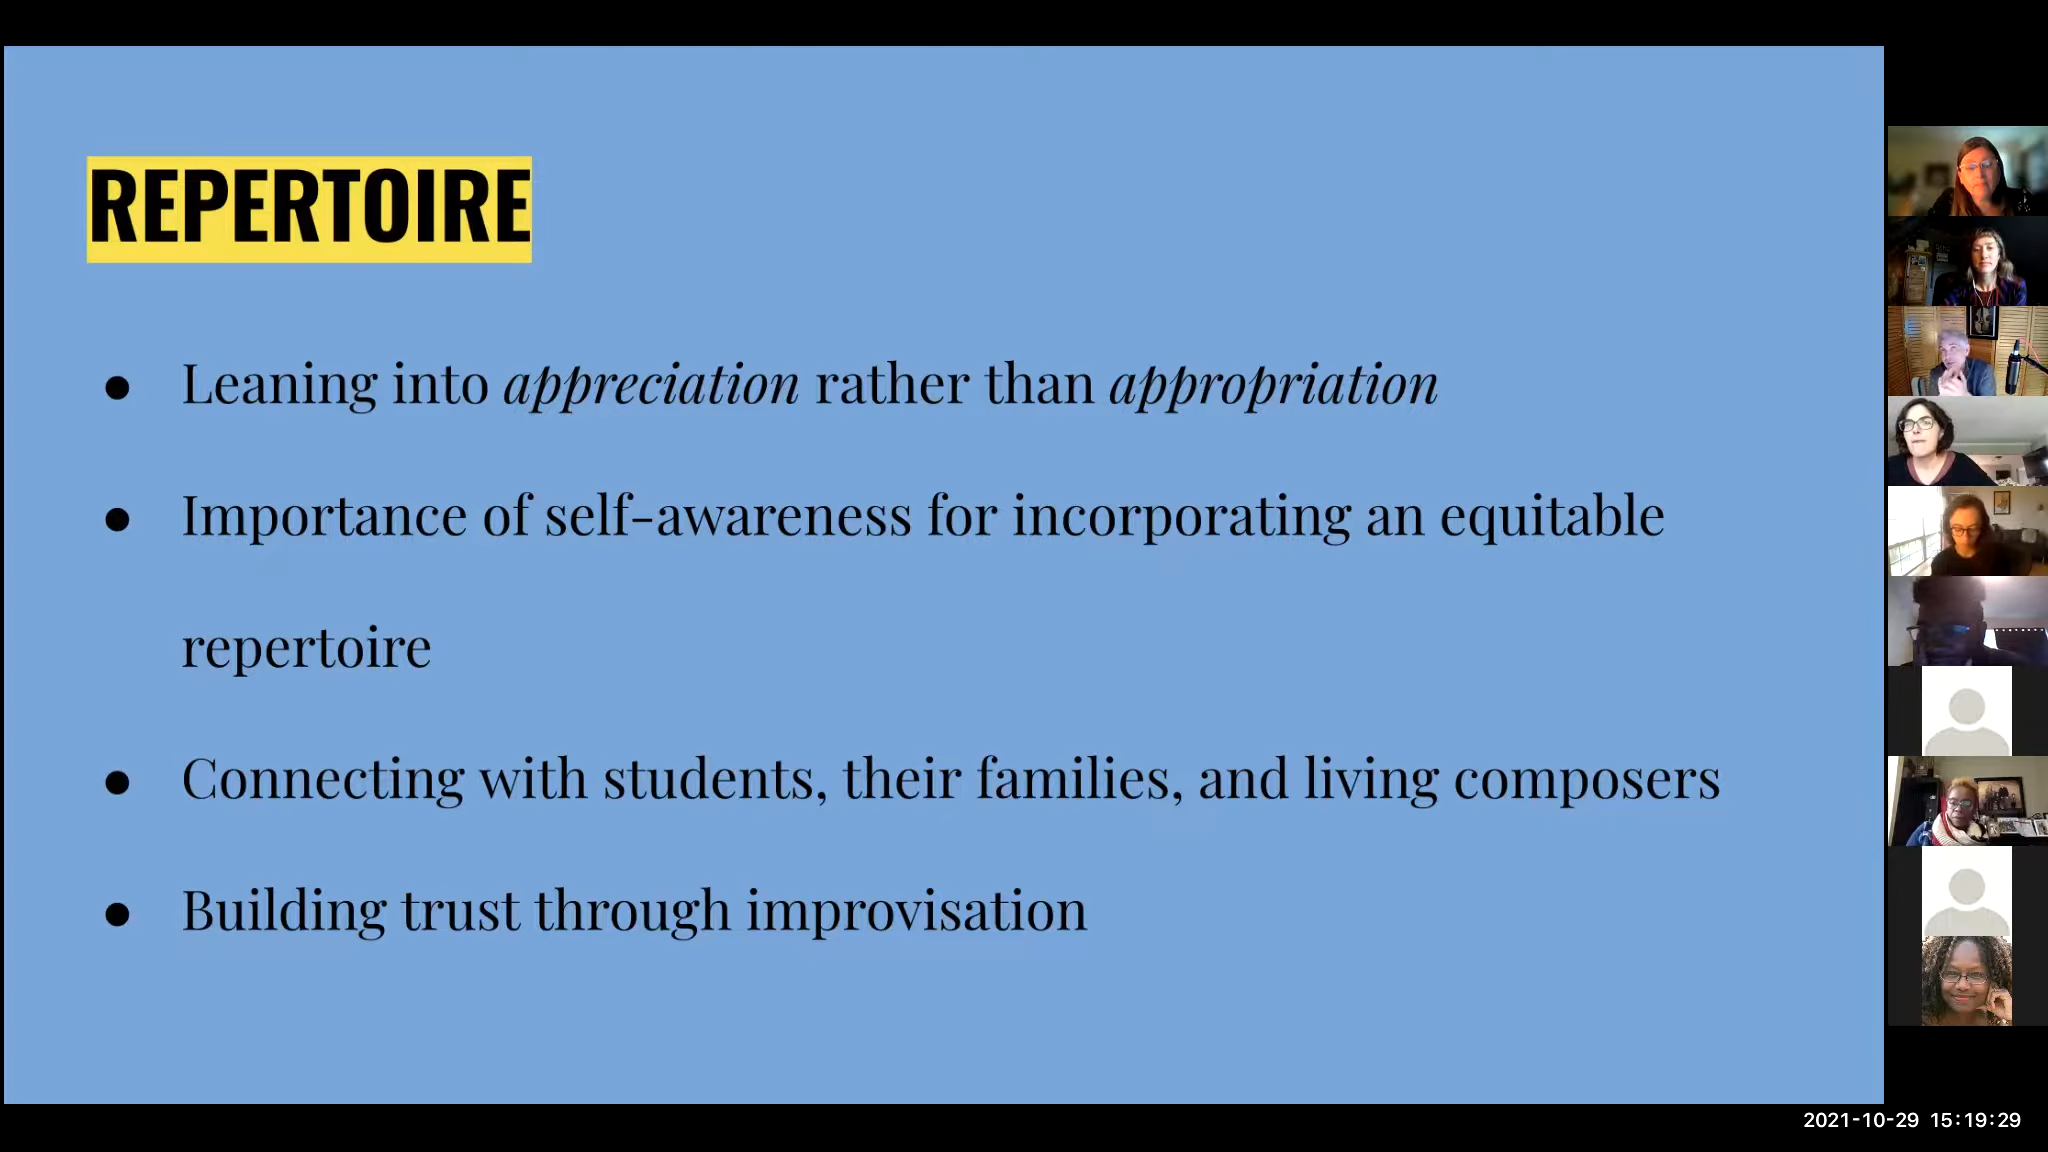 REPERTOIRE
● Leaning into appreciation rather than appropriation
● Importance of self-awareness for incorporating an equitable
repertoire
● Connecting with students, their families, and living composers
● Building trust through improvisation
2021-10-29 15:19:29